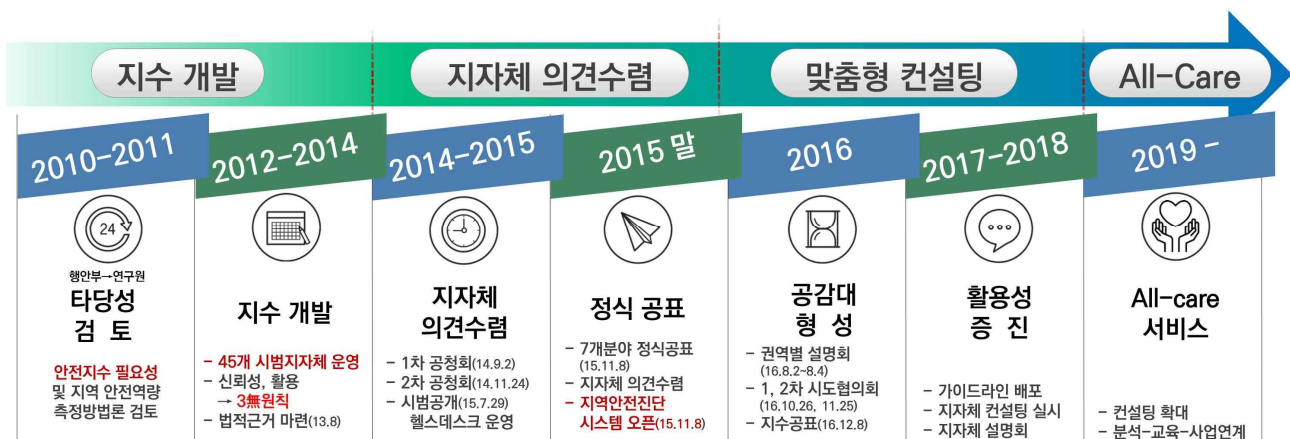 지수 개발
지자체 의견수렴
맞춤형 컨설팅
All-Care
2010-2011
24
행안부→연구원
타당성
검 토
안전지수 필요성
및 지역 안전역량
측정방법론 검토
2012-2014
지수 개발
- 45개 시범지자체 운영
- 신뢰성, 활용
→ 3無원칙
- 법적근거 마련(13.8)
2014-2015
지자체
의견수렴
- 1차 공청회(14.9.2)
- 2차 공청회(14.11.24)
- 시범공개(15.7.29)
헬스데스크 운영
2015 말
정식 공표
- 7개분야 정식공표
(15.11.8)
- 지자체 의견수렴
- 지역안전진단
시스템 오픈(15.11.8)
2016
공감대
형 성
- 권역별 설명회
(16.8.2~8.4)
- 1, 2차 시도협의회
(16.10.26, 11.25)
- 지수공표(16.12.8)
2017-2018
활용성
증 진
- 가이드라인 배포
- 지자체 컨설팅 실시
- 지자체 설명회
2019 -
All-care
서비스
- 컨설팅 확대
- 분석-교육-사업연계